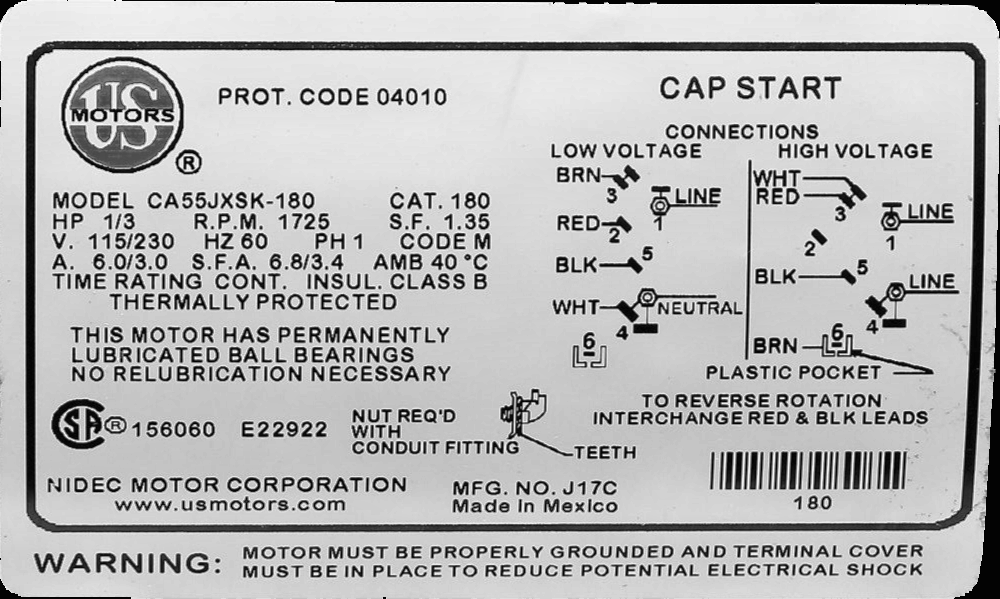 US
MOTORS
®
PROT. CODE 04010
MODEL CA55JXSK-180 CAT. 180
HP 1/3 R.P.M. 1725 S.F. 1.35
V. 115/230 HZ 60 PH 1 CODE M
A. 6.0/3.0 S.F.A. 6.8/3.4 AMB 40 °C
TIME RATING CONT. INSUL. CLASS B
THERMALLY PROTECTED
THIS MOTOR HAS PERMANENTLY
LUBRICATED BALL BEARINGS
NO RELUBRICATION NECESSARY
SA ® 156060 E22922
NUT REQ'D
WITH
CONDUIT FITTING
TEETH
NIDEC MOTOR CORPORATION
www.usmotors.com
MFG. NO. J17C
Made in Mexico
CAP START
CONNECTIONS
LOW VOLTAGE
BRN
3
LINE
1
RED
2
BLK
5
WHT
4
NEUTRAL
6
HIGH VOLTAGE
WHT
RED
3
LINE
1
2
BLK
5
LINE
4
BRN
6
PLASTIC POCKET
TO REVERSE ROTATION
INTERCHANGE RED & BLK LEADS
180
WARNING: MOTOR MUST BE PROPERLY GROUNDED AND TERMINAL COVER
MUST BE IN PLACE TO REDUCE POTENTIAL ELECTRICAL SHOCK